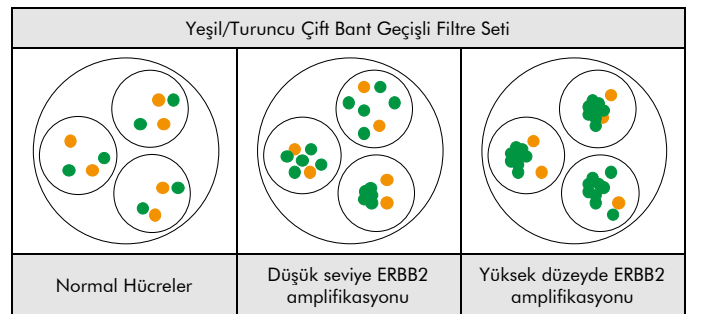 Yeşil/Turuncu Çift Bant Geçişli Filtre Seti
Normal Hücreler
Düşük seviye ERBB2
amplifikasyonu
Yüksek düzeyde ERBB2
amplifikasyonu